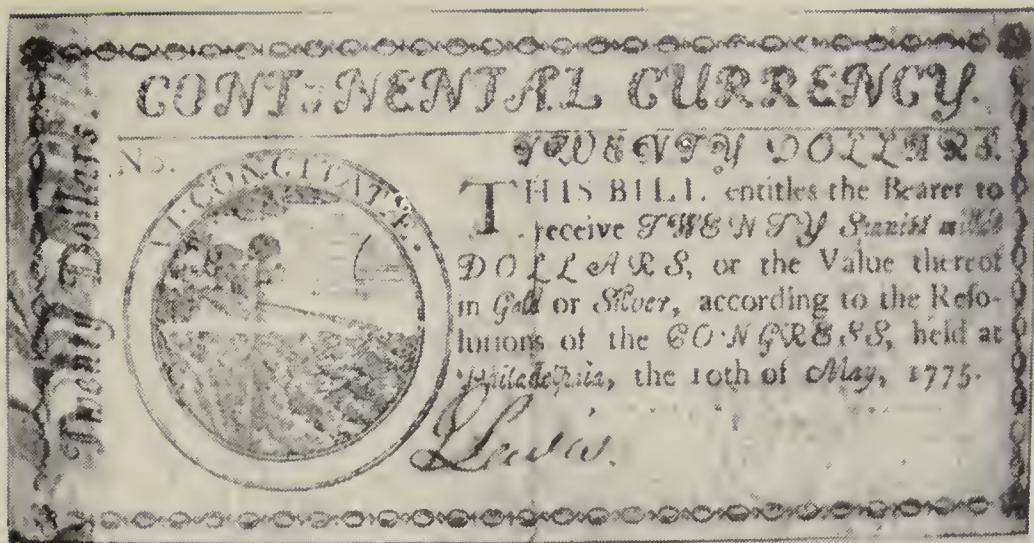 CONTINENTAL CURRENCY.
Twenty Dollars.
No.
VI CONCITATÆ.
TWENTY DOLLARS.
THIS BILL entitles the Bearer to
receive TWENTY Spanish milled
DOLLARS, or the Value thereof
in Gold or Silver, according to the Reſo-
lutions of the CONGRESS, held at
Philadelphia, the 10th of May, 1775.